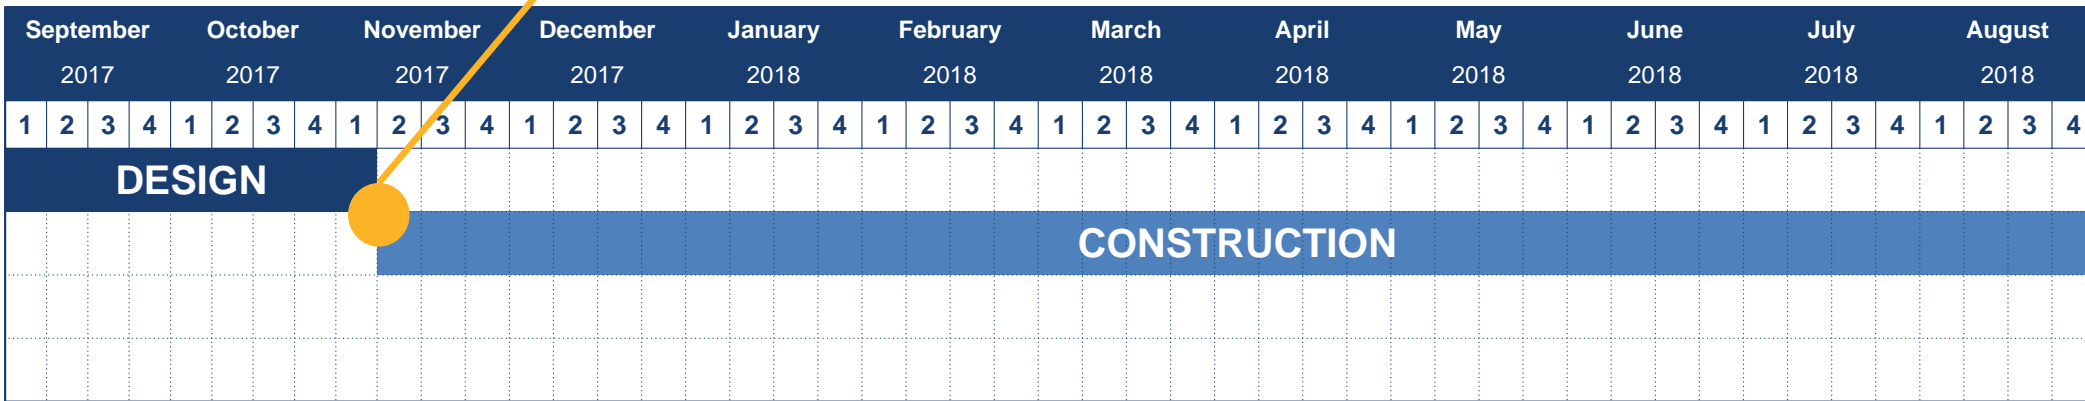 September October November December January February March April May June July August
2017 2017 2017 2017 2018 2018 2018 2018 2018 2018 2018 2018
1 2 3 4 1 2 3 4 1 2 3 4 1 2 3 4 1 2 3 4 1 2 3 4 1 2 3 4 1 2 3 4 1 2 3 4 1 2 3 4 1 2 3 4 1 2 3 4
DESIGN
CONSTRUCTION